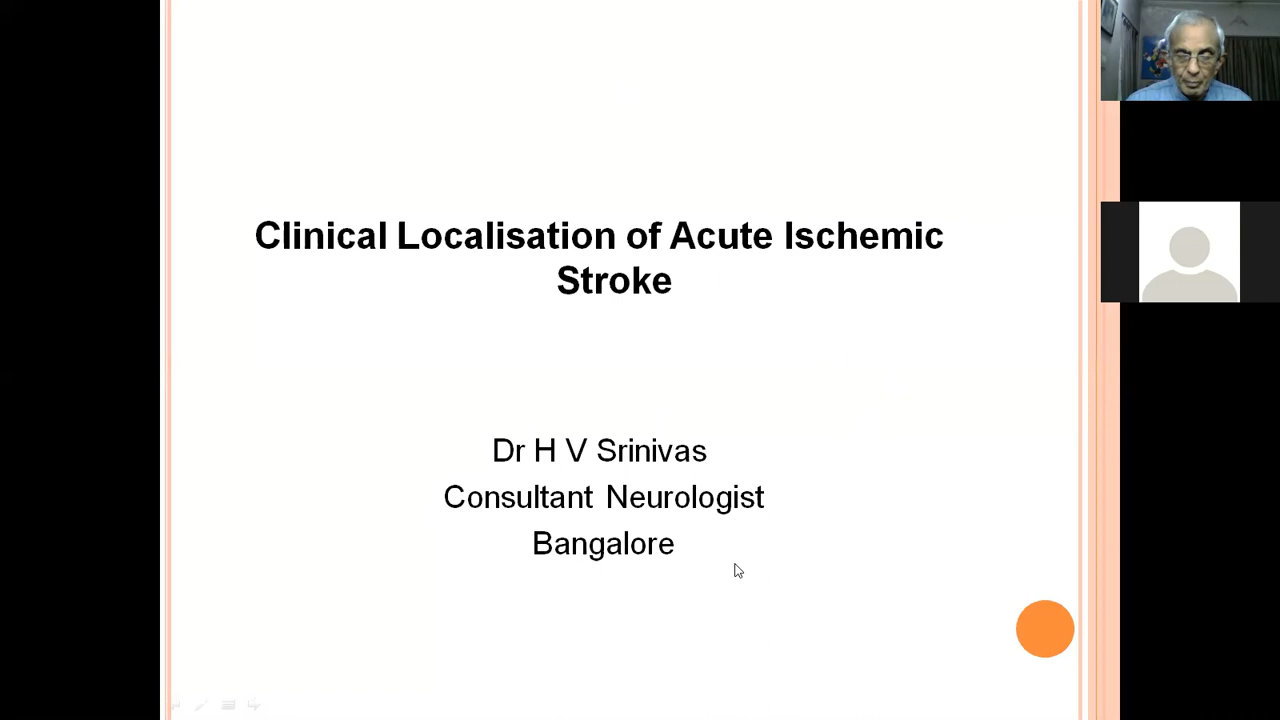 Clinical Localisation of Acute Ischemic
Stroke
Dr H V Srinivas
Consultant Neurologist
Bangalore